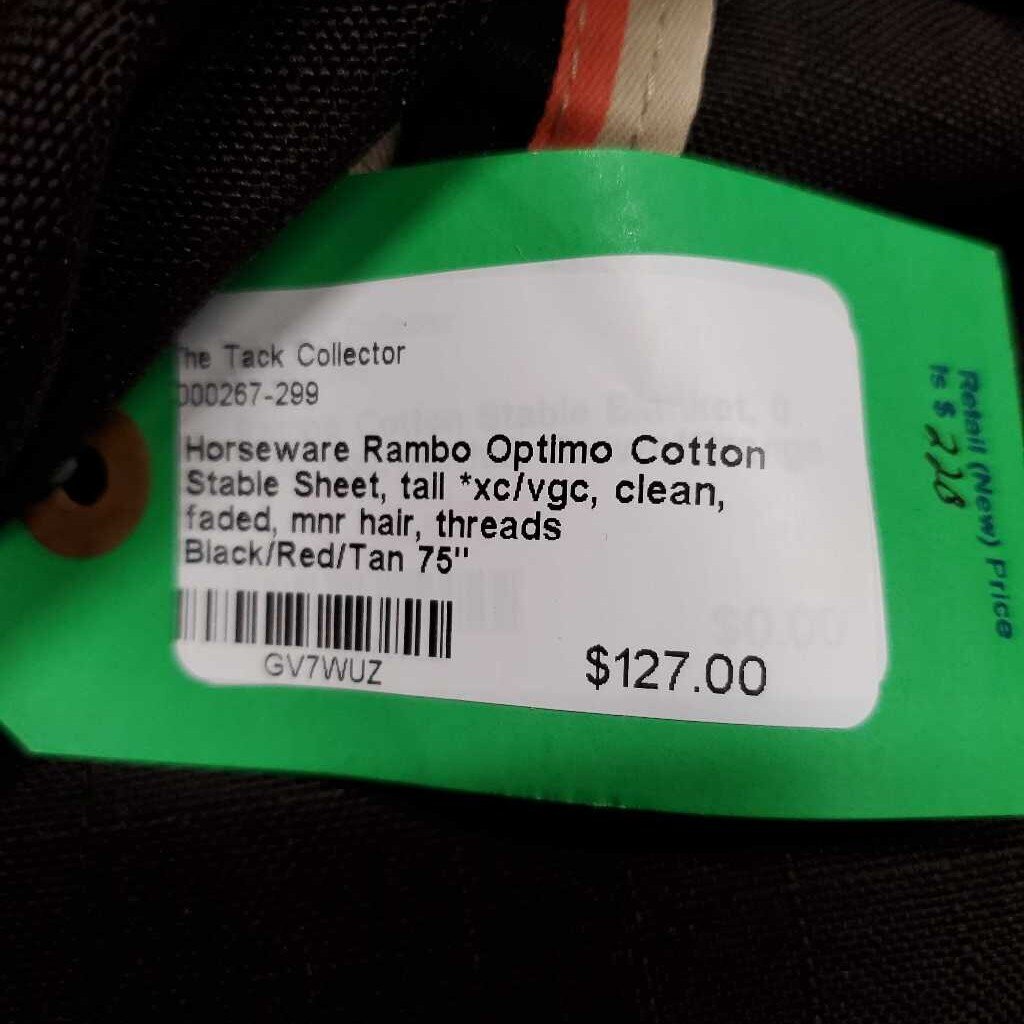 The Tack Collector
000267-299
Horseware Rambo Optimo Cotton
Stable Sheet, tall *xc/vgc, clean,
faded, mnr hair, threads
Black/Red/Tan 75"
GV7WUZ
$127.00
Retail (New) Price
is $ 228
$0.00